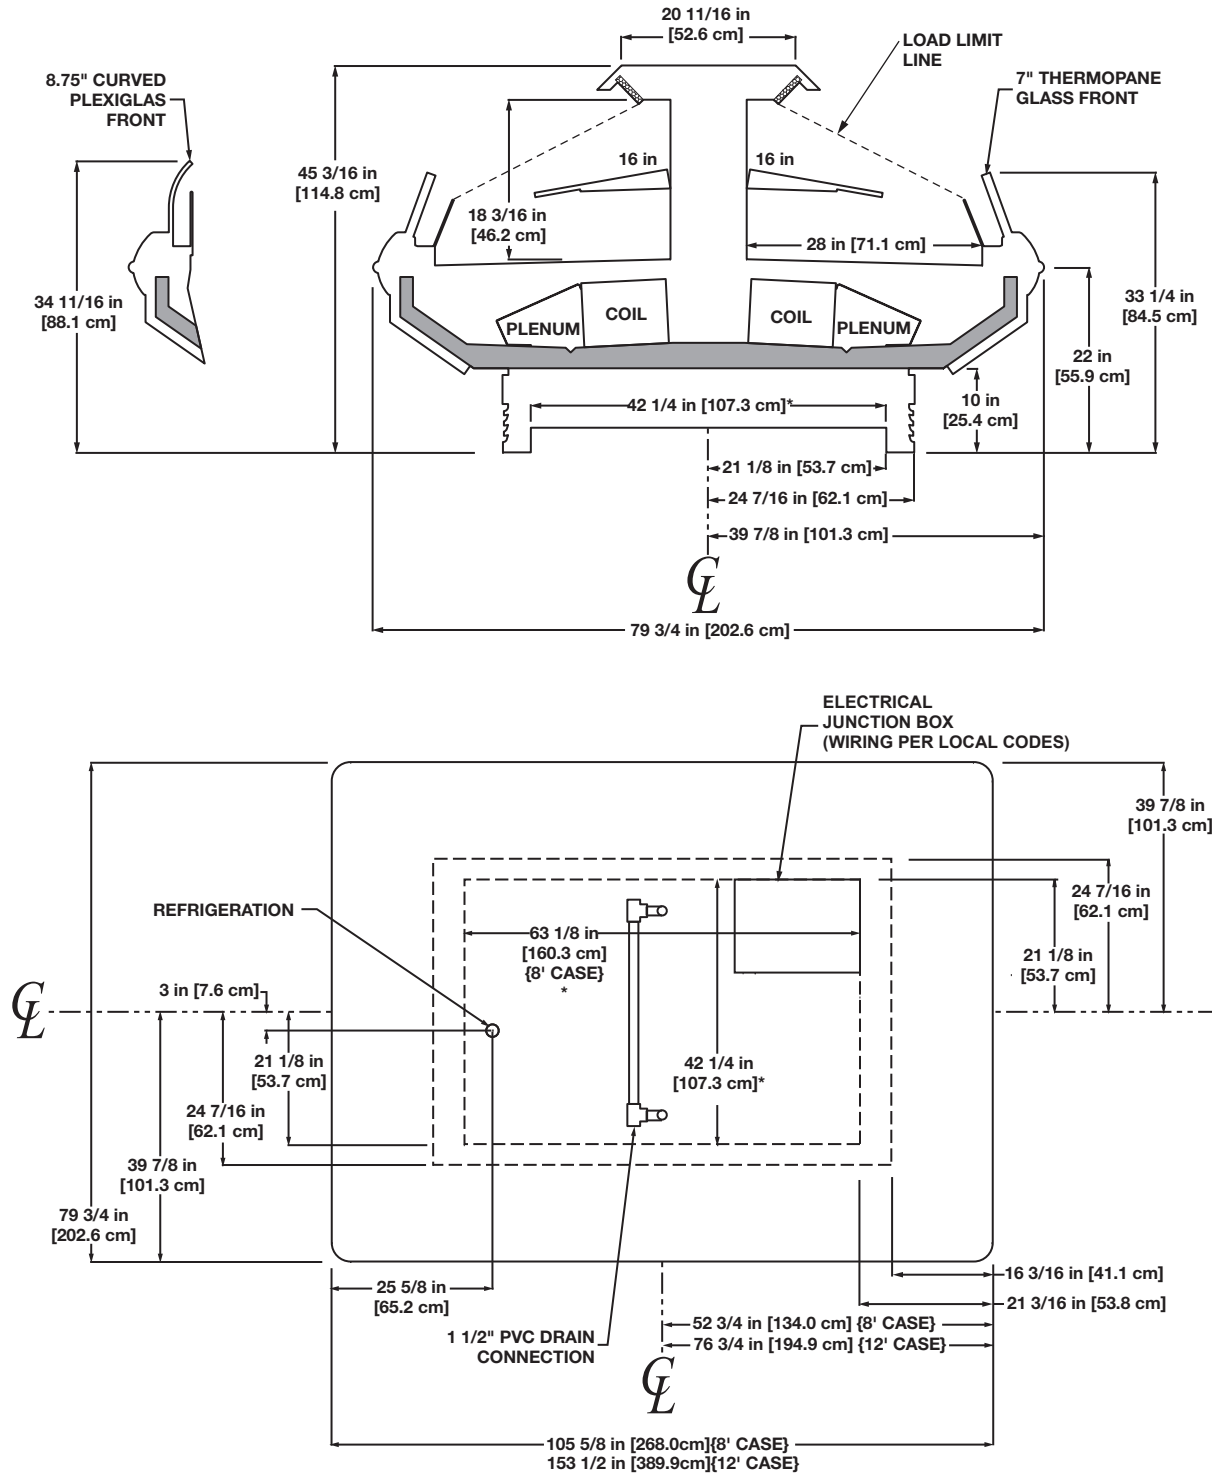 20 11/16 in
[52.6 cm]
LOAD LIMIT
LINE
8.75" CURVED
PLEXIGLAS
FRONT
7" THERMOPANE
GLASS FRONT
45 3/16 in
[114.8 cm]
16 in
16 in
18 3/16 in
[46.2 cm]
28 in [71.1 cm]
34 11/16 in
[88.1 cm]
33 1/4 in
[84.5 cm]
PLENUM
COIL
COIL
PLENUM
22 in
[55.9 cm]
10 in
[25.4 cm]
42 1/4 in [107.3 cm]*
21 1/8 in [53.7 cm]
24 7/16 in [62.1 cm]
39 7/8 in [101.3 cm]
CL
79 3/4 in [202.6 cm]
ELECTRICAL
JUNCTION BOX
(WIRING PER LOCAL CODES)
39 7/8 in
[101.3 cm]
24 7/16 in
[62.1 cm]
REFRIGERATION
63 1/8 in
[160.3 cm]
{8' CASE}
*
21 1/8 in
[53.7 cm]
3 in [7.6 cm]
CL
21 1/8 in
[53.7 cm]
42 1/4 in
[107.3 cm]*
24 7/16 in
[62.1 cm]
39 7/8 in
[101.3 cm]
79 3/4 in
[202.6 cm]
16 3/16 in [41.1 cm]
25 5/8 in
[65.2 cm]
21 3/16 in [53.8 cm]
52 3/4 in [134.0 cm] {8' CASE}
1 1/2" PVC DRAIN
CONNECTION
76 3/4 in [194.9 cm] {12' CASE}
CL
105 5/8 in [268.0cm]{8' CASE}
153 1/2 in [389.9cm]{12' CASE}